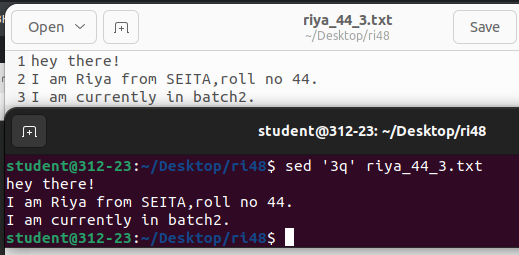 Open
riya_44_3.txt
~/Desktop/ri48
Save
1 hey there!
2 I am Riya from SEITA,roll no 44.
3 I am currently in batch2.
student@312-23: ~/Desktop/ri48
student@312-23:~/Desktop/ri48$ sed '3q' riya_44_3.txt
hey there!
I am Riya from SEITA,roll no 44.
I am currently in batch2.
student@312-23:~/Desktop/ri48$